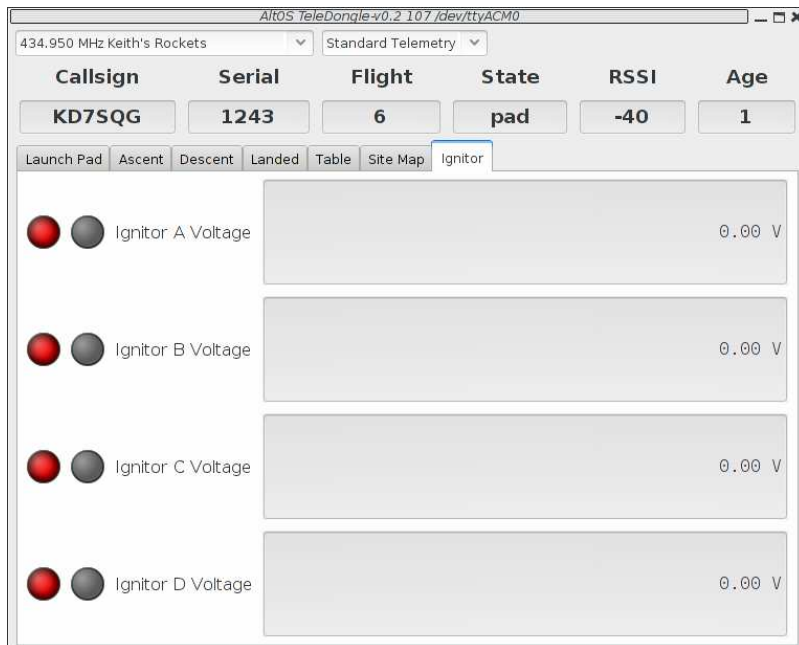 AltOS TeleDongle-v0.2 107 /dev/ttyACM0
434.950 MHz Keith's Rockets Standard Telemetry
Callsign Serial Flight State RSSI Age
KD7SQG 1243 6 pad -40 1
Launch Pad Ascent Descent Landed Table Site Map Ignitor
Ignitor A Voltage 0.00 V
Ignitor B Voltage 0.00 V
Ignitor C Voltage 0.00 V
Ignitor D Voltage 0.00 V